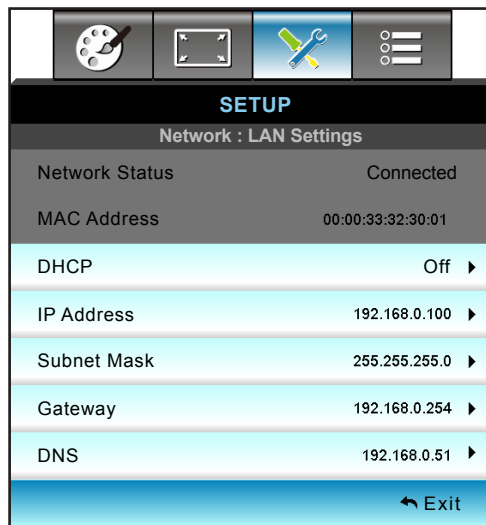 SETUP
Network : LAN Settings
Network Status Connected
MAC Address 00:00:33:32:30:01
DHCP Off
IP Address 192.168.0.100
Subnet Mask 255.255.255.0
Gateway 192.168.0.254
DNS 192.168.0.51
Exit